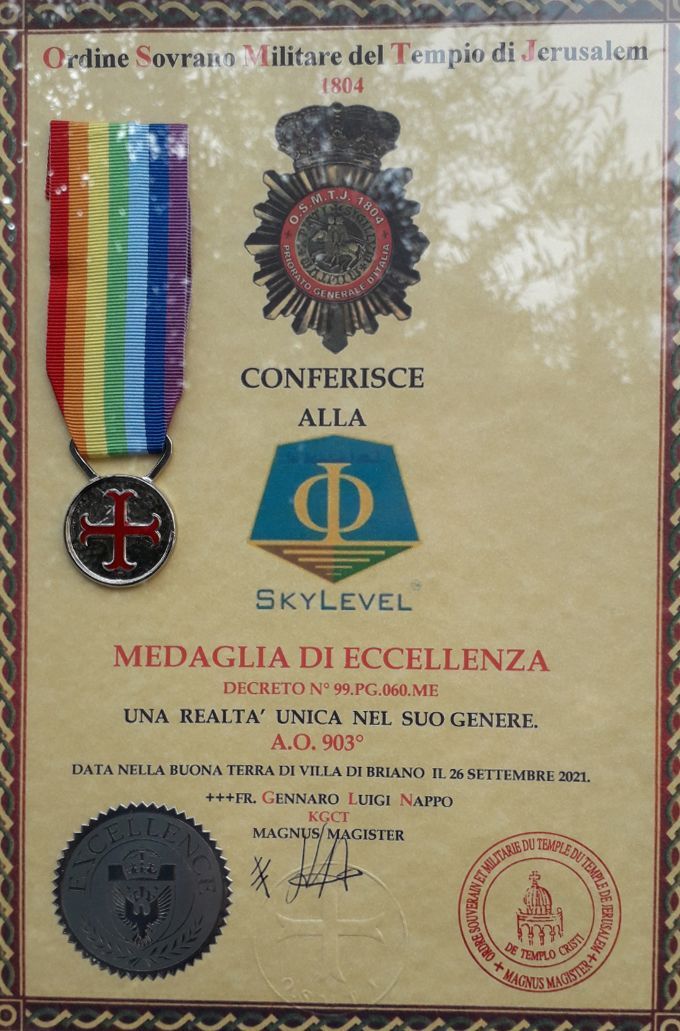 Ordine Sovrano Militare del Tempio di Jerusalem
1804
O.S.M.T.J. 1804
PRIORATO GENERALE D'ITALIA
CONFERISCE
ALLA
Φ
SKYLEVEL™
MEDAGLIA DI ECCELLENZA
DECRETO N° 99.PG.060.ME
UNA REALTA' UNICA NEL SUO GENERE.
A.O. 903°
DATA NELLA BUONA TERRA DI VILLA DI BRIANO IL 26 SETTEMBRE 2021.
+++FR. GENNARO LUIGI NAPPO
KGCT
MAGNUS MAGISTER
EXCELLENCE
ORDRE SOUVERAIN ET MILITAIRE DU TEMPLE DU TEMPLE DE JERUSALEM
DE TEMPLO CRISTI
+ MAGNUS MAGISTER +